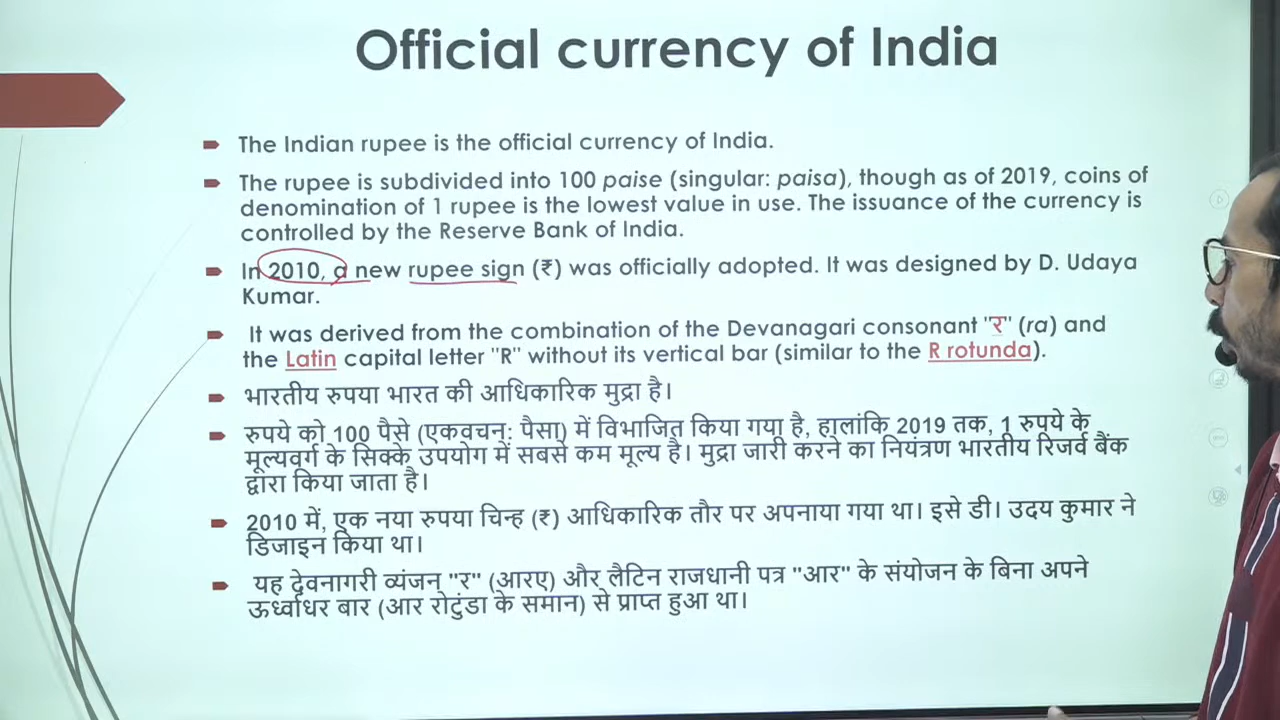 Official currency of India
The Indian rupee is the official currency of India.
The rupee is subdivided into 100 paise (singular: paisa), though as of 2019, coins of
denomination of 1 rupee is the lowest value in use. The issuance of the currency is
controlled by the Reserve Bank of India.
In 2010, a new rupee sign (₹) was officially adopted. It was designed by D. Udaya
Kumar.
It was derived from the combination of the Devanagari consonant "र" (ra) and
the Latin capital letter "R" without its vertical bar (similar to the R rotunda).
भारतीय रुपया भारत की आधिकारिक मुद्रा है।
रुपये को 100 पैसे (एकवचन: पैसा) में विभाजित किया गया है, हालांकि 2019 तक, 1 रुपये के
मूल्यवर्ग के सिक्के उपयोग में सबसे कम मूल्य है। मुद्रा जारी करने का नियंत्रण भारतीय रिजर्व बैंक
द्वारा किया जाता है।
2010 में, एक नया रुपया चिन्ह (₹) आधिकारिक तौर पर अपनाया गया था। इसे डी। उदय कुमार ने
डिजाइन किया था।
यह देवनागरी व्यंजन "र" (आरए) और लैटिन राजधानी पत्र "आर" के संयोजन के बिना अपने
ऊर्ध्वाधर बार (आर रोटुंडा के समान) से प्राप्त हुआ था।